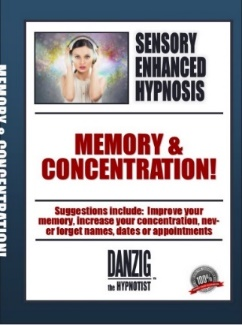 MEMORY & CONCENTRATION!
SENSORY
ENHANCED
HYPNOSIS
MEMORY &
CONCENTRATION!
Suggestions include: Improve your
memory, increase your concentration, nev-
er forget names, dates or appointments
DANZIG
the HYPNOTIST
100%